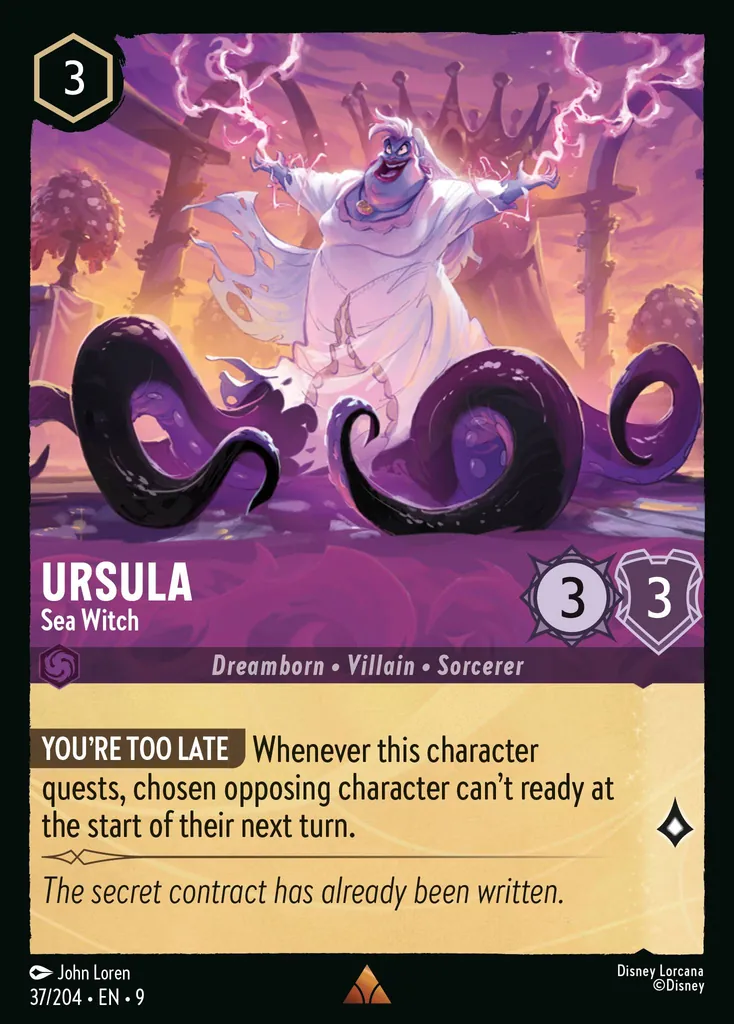 3
URSULA
Sea Witch
3
3
Dreamborn • Villain • Sorcerer
YOU'RE TOO LATE Whenever this character
quests, chosen opposing character can't ready at
the start of their next turn.
The secret contract has already been written.
John Loren
37/204 • EN • 9
Disney Lorcana
©Disney